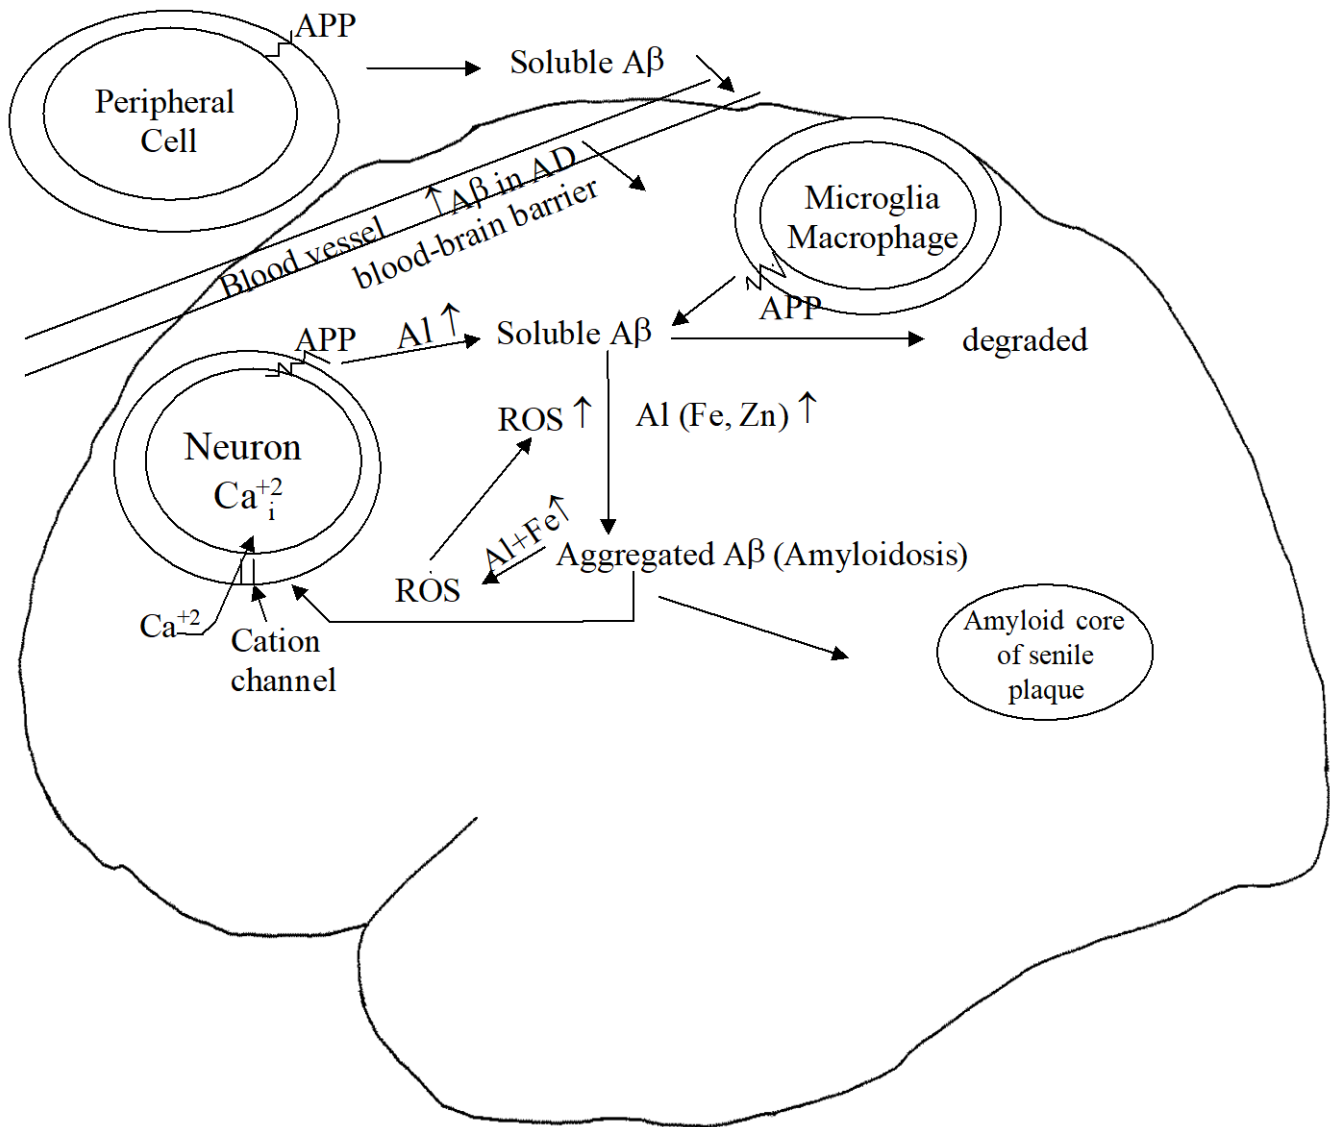 APP
Soluble Aβ
Peripheral
Cell
↑Aβ in AD
Blood vessel
blood-brain barrier
Microglia
Macrophage
APP
APP
Al ↑
Soluble Aβ
degraded
ROS ↑
Al (Fe, Zn) ↑
Neuron
Ca+2i
Al+Fe↑
Aggregated Aβ (Amyloidosis)
ROS
Ca+2
Cation
channel
Amyloid core
of senile
plaque